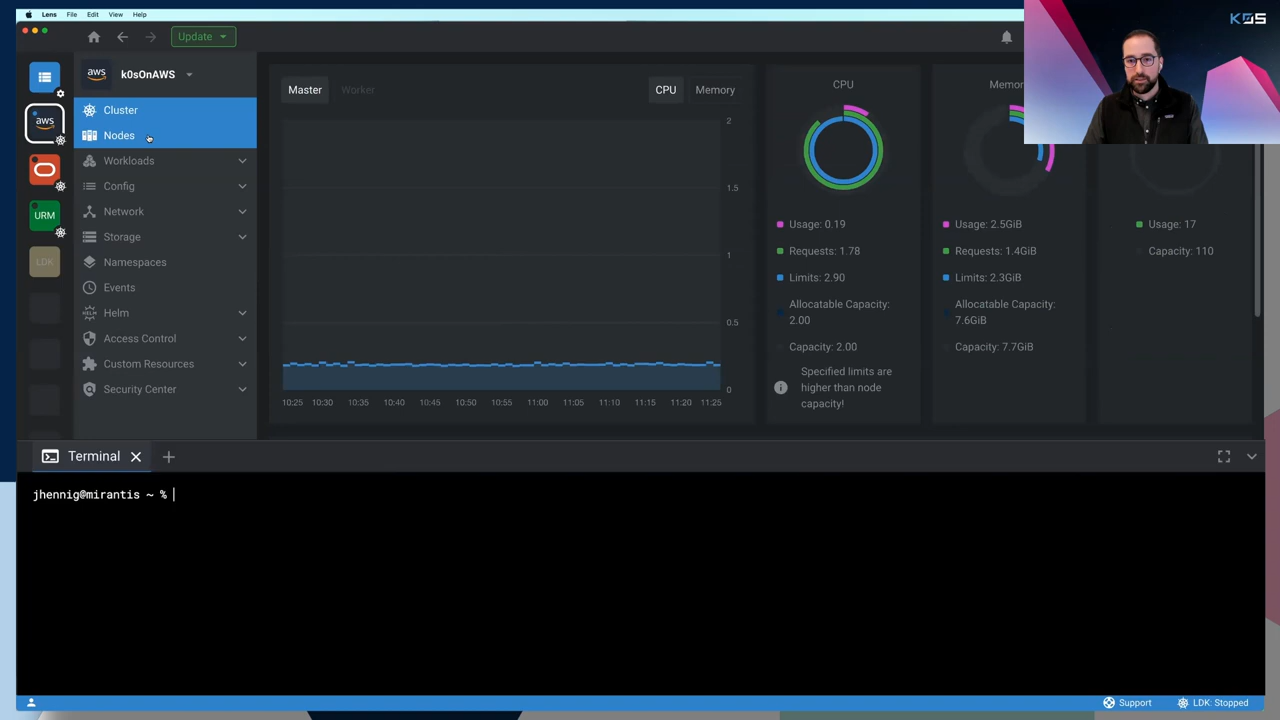 Lens File Edit View Help
K0S
Update
aws
k0sOnAWS
aws
URM
LDK
Cluster
Nodes
Workloads
Config
Network
Storage
Namespaces
Events
HELM
Helm
Access Control
Custom Resources
Security Center
Master
Worker
CPU
Memory
2
1.5
1
0.5
0
10:25 10:30 10:35 10:40 10:45 10:50 10:55 11:00 11:05 11:10 11:15 11:20 11:25
CPU
Usage: 0.19
Requests: 1.78
Limits: 2.90
Allocatable Capacity:
2.00
Capacity: 2.00
Specified limits are
higher than node
capacity!
Usage: 2.5GiB
Requests: 1.4GiB
Limits: 2.3GiB
Allocatable Capacity:
7.6GiB
Capacity: 7.7GiB
Usage: 17
Capacity: 110
Terminal
jhennig@mirantis ~ %
Support
LDK: Stopped